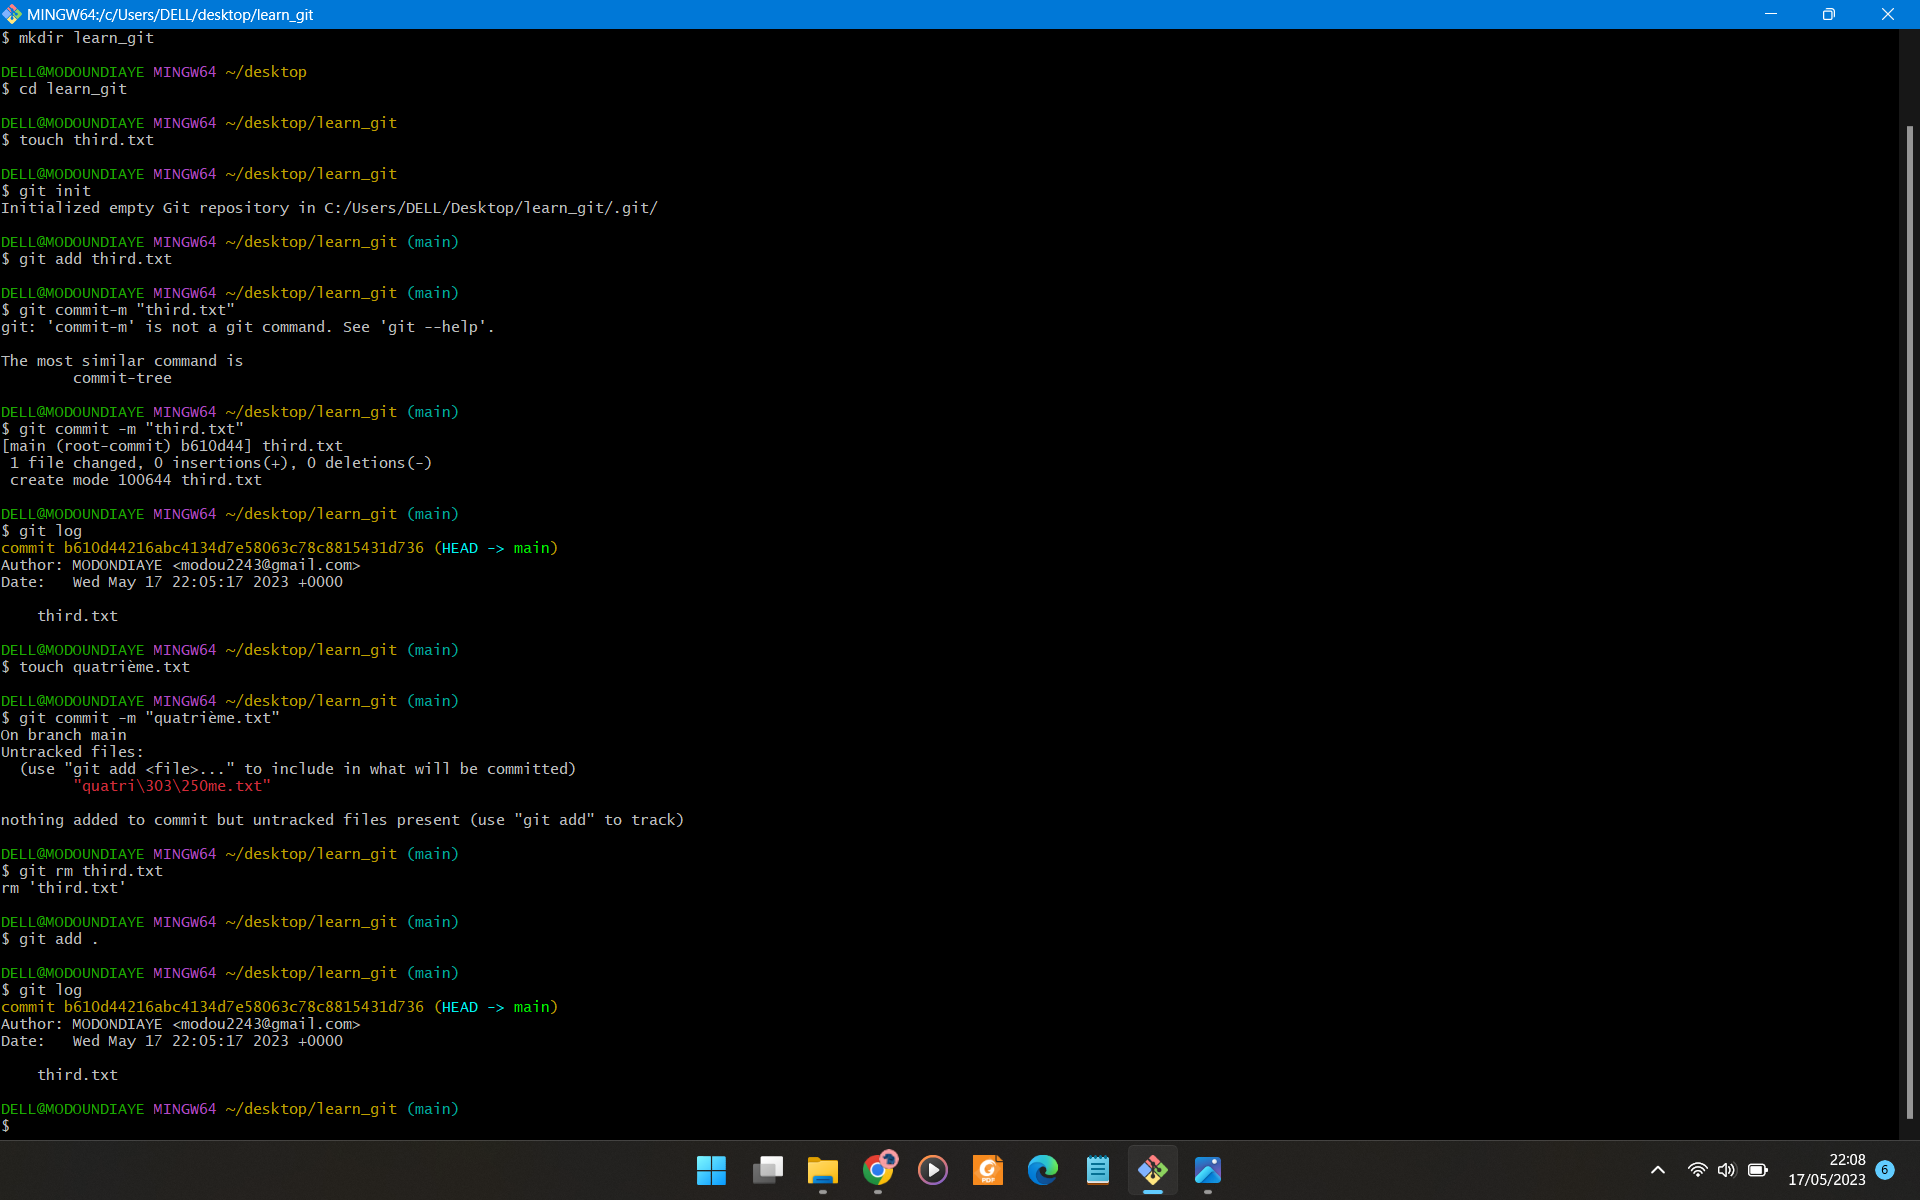 MINGW64:/c/Users/DELL/desktop/learn_git
$ mkdir learn_git
DELL@MODOUNDIAYE MINGW64 ~/desktop
$ cd learn_git
DELL@MODOUNDIAYE MINGW64 ~/desktop/learn_git
$ touch third.txt
DELL@MODOUNDIAYE MINGW64 ~/desktop/learn_git
$ git init
Initialized empty Git repository in C:/Users/DELL/Desktop/learn_git/.git/
DELL@MODOUNDIAYE MINGW64 ~/desktop/learn_git (main)
$ git add third.txt
DELL@MODOUNDIAYE MINGW64 ~/desktop/learn_git (main)
$ git commit-m "third.txt"
git: 'commit-m' is not a git command. See 'git --help'.
The most similar command is
commit-tree
DELL@MODOUNDIAYE MINGW64 ~/desktop/learn_git (main)
$ git commit -m "third.txt"
[main (root-commit) b610d44] third.txt
1 file changed, 0 insertions(+), 0 deletions(-)
create mode 100644 third.txt
DELL@MODOUNDIAYE MINGW64 ~/desktop/learn_git (main)
$ git log
commit b610d44216abc4134d7e58063c78c8815431d736 (HEAD -> main)
Author: MODONDIAYE <modou2243@gmail.com>
Date:   Wed May 17 22:05:17 2023 +0000
third.txt
DELL@MODOUNDIAYE MINGW64 ~/desktop/learn_git (main)
$ touch quatrième.txt
DELL@MODOUNDIAYE MINGW64 ~/desktop/learn_git (main)
$ git commit -m "quatrième.txt"
On branch main
Untracked files:
(use "git add <file>..." to include in what will be committed)
"quatri\303\250me.txt"
nothing added to commit but untracked files present (use "git add" to track)
DELL@MODOUNDIAYE MINGW64 ~/desktop/learn_git (main)
$ git rm third.txt
rm 'third.txt'
DELL@MODOUNDIAYE MINGW64 ~/desktop/learn_git (main)
$ git add .
DELL@MODOUNDIAYE MINGW64 ~/desktop/learn_git (main)
$ git log
commit b610d44216abc4134d7e58063c78c8815431d736 (HEAD -> main)
Author: MODONDIAYE <modou2243@gmail.com>
Date:   Wed May 17 22:05:17 2023 +0000
third.txt
DELL@MODOUNDIAYE MINGW64 ~/desktop/learn_git (main)
$
PDF
22:08
17/05/2023
6